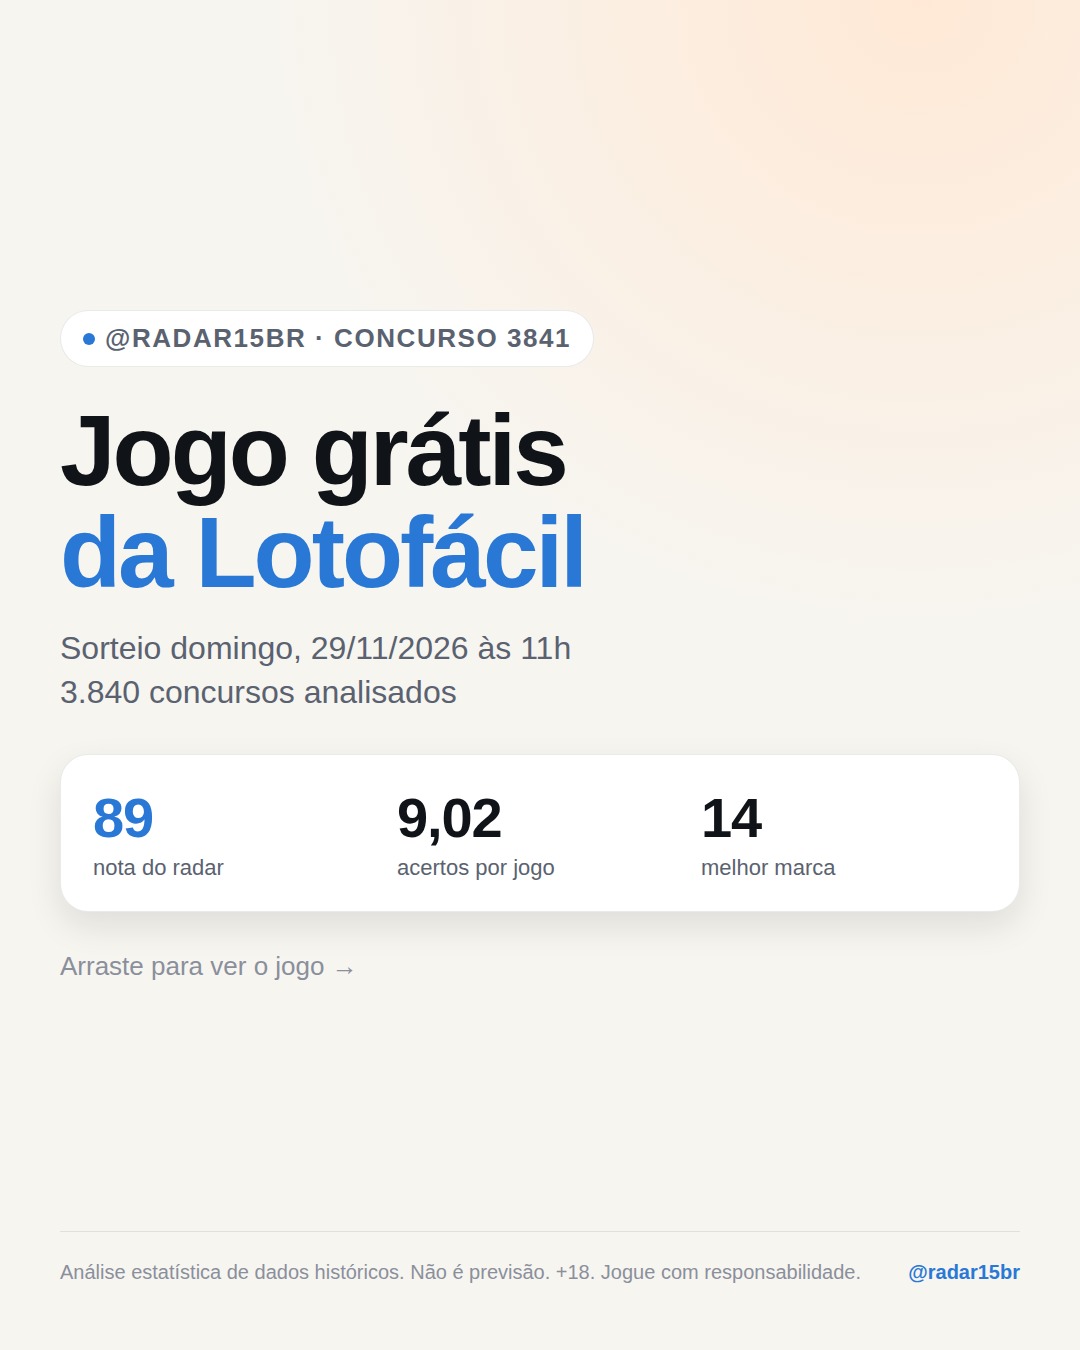 @RADAR15BR · CONCURSO 3841
Jogo grátis
da Lotofácil
Sorteio domingo, 29/11/2026 às 11h
3.840 concursos analisados
89
nota do radar
9,02
acertos por jogo
14
melhor marca
Arraste para ver o jogo →
Análise estatística de dados históricos. Não é previsão. +18. Jogue com responsabilidade.
@radar15br